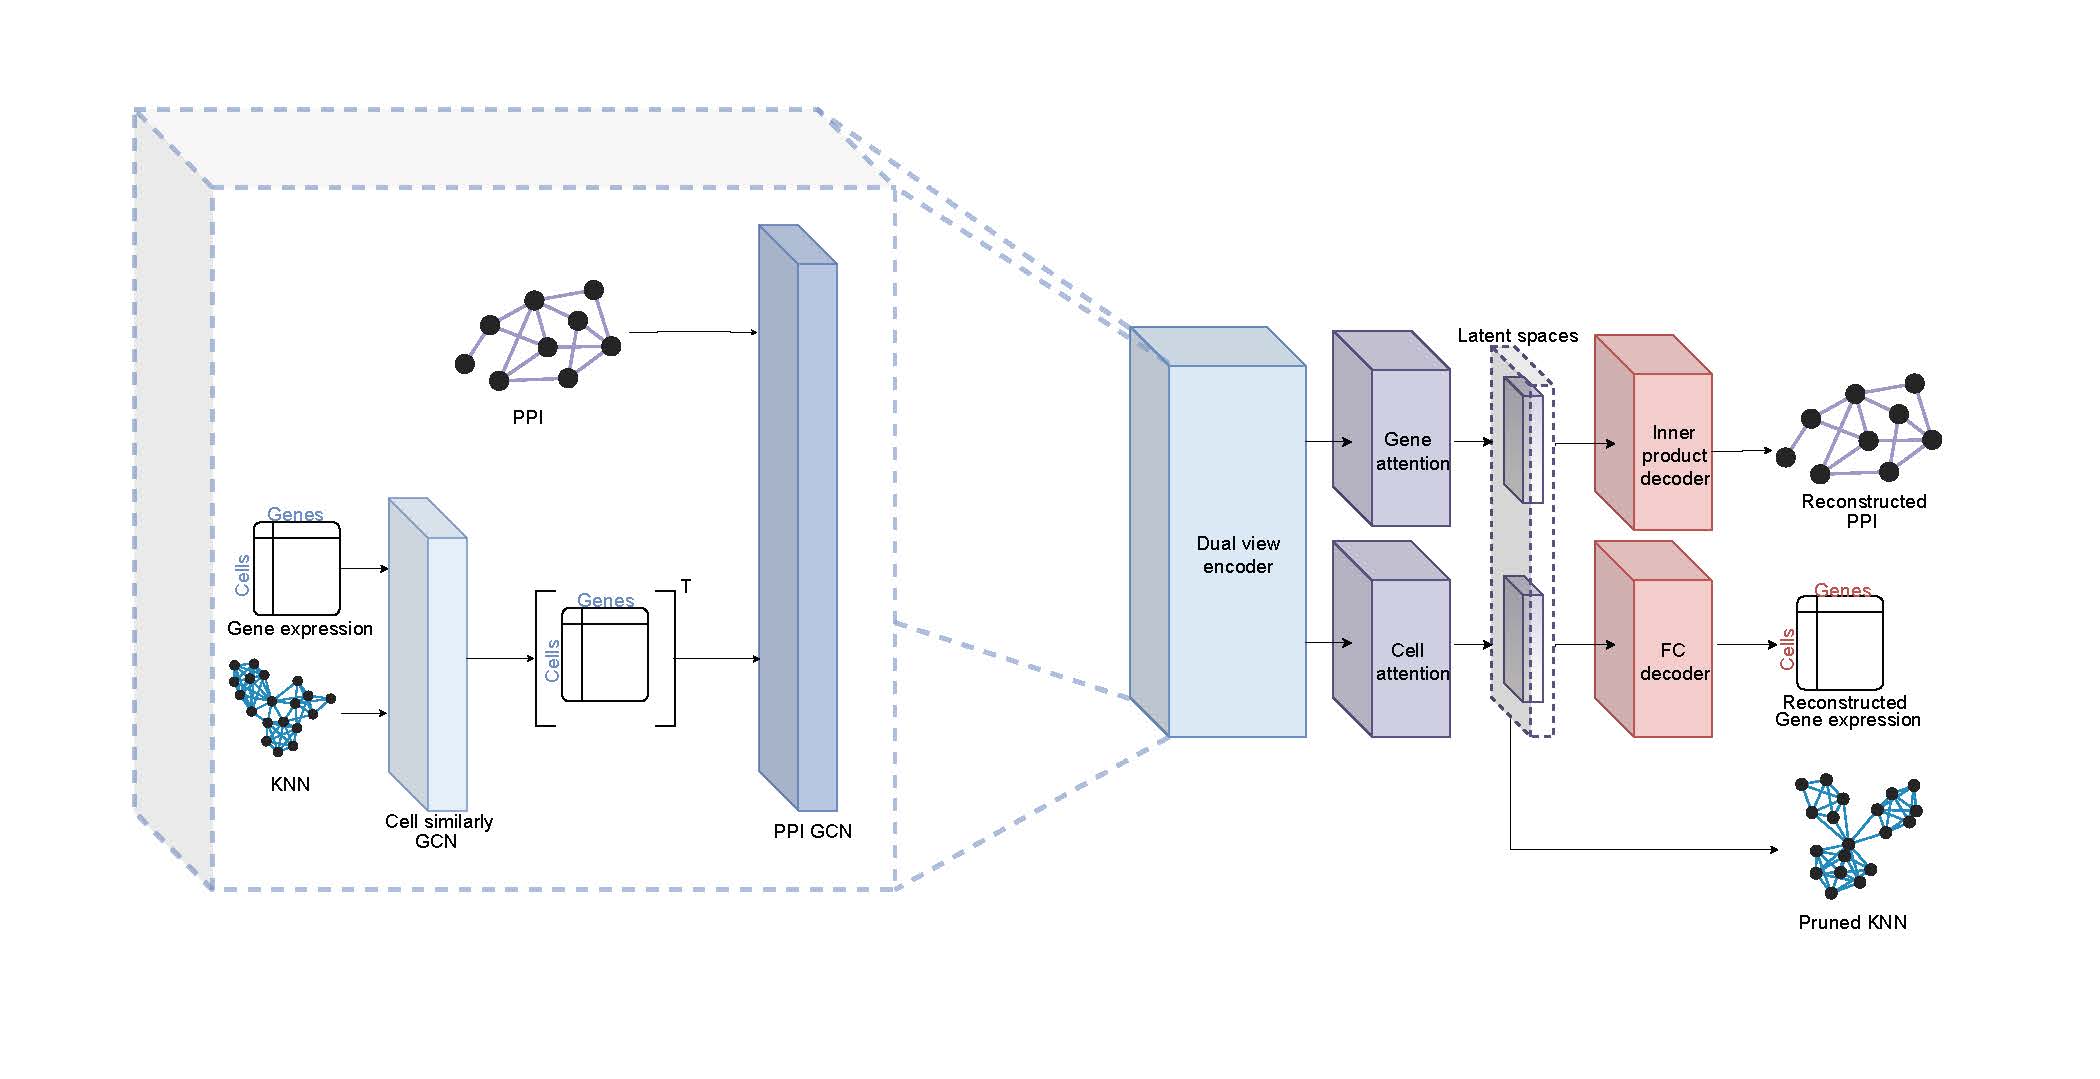 PPI
Genes
Cells
Gene expression
KNN
Cell similarly
GCN
Genes
Cells
T
PPI GCN
Dual view
encoder
Gene
attention
Cell
attention
Latent spaces
Inner
product
decoder
FC
decoder
Reconstructed
PPI
Genes
Cells
Reconstructed
Gene expression
Pruned KNN